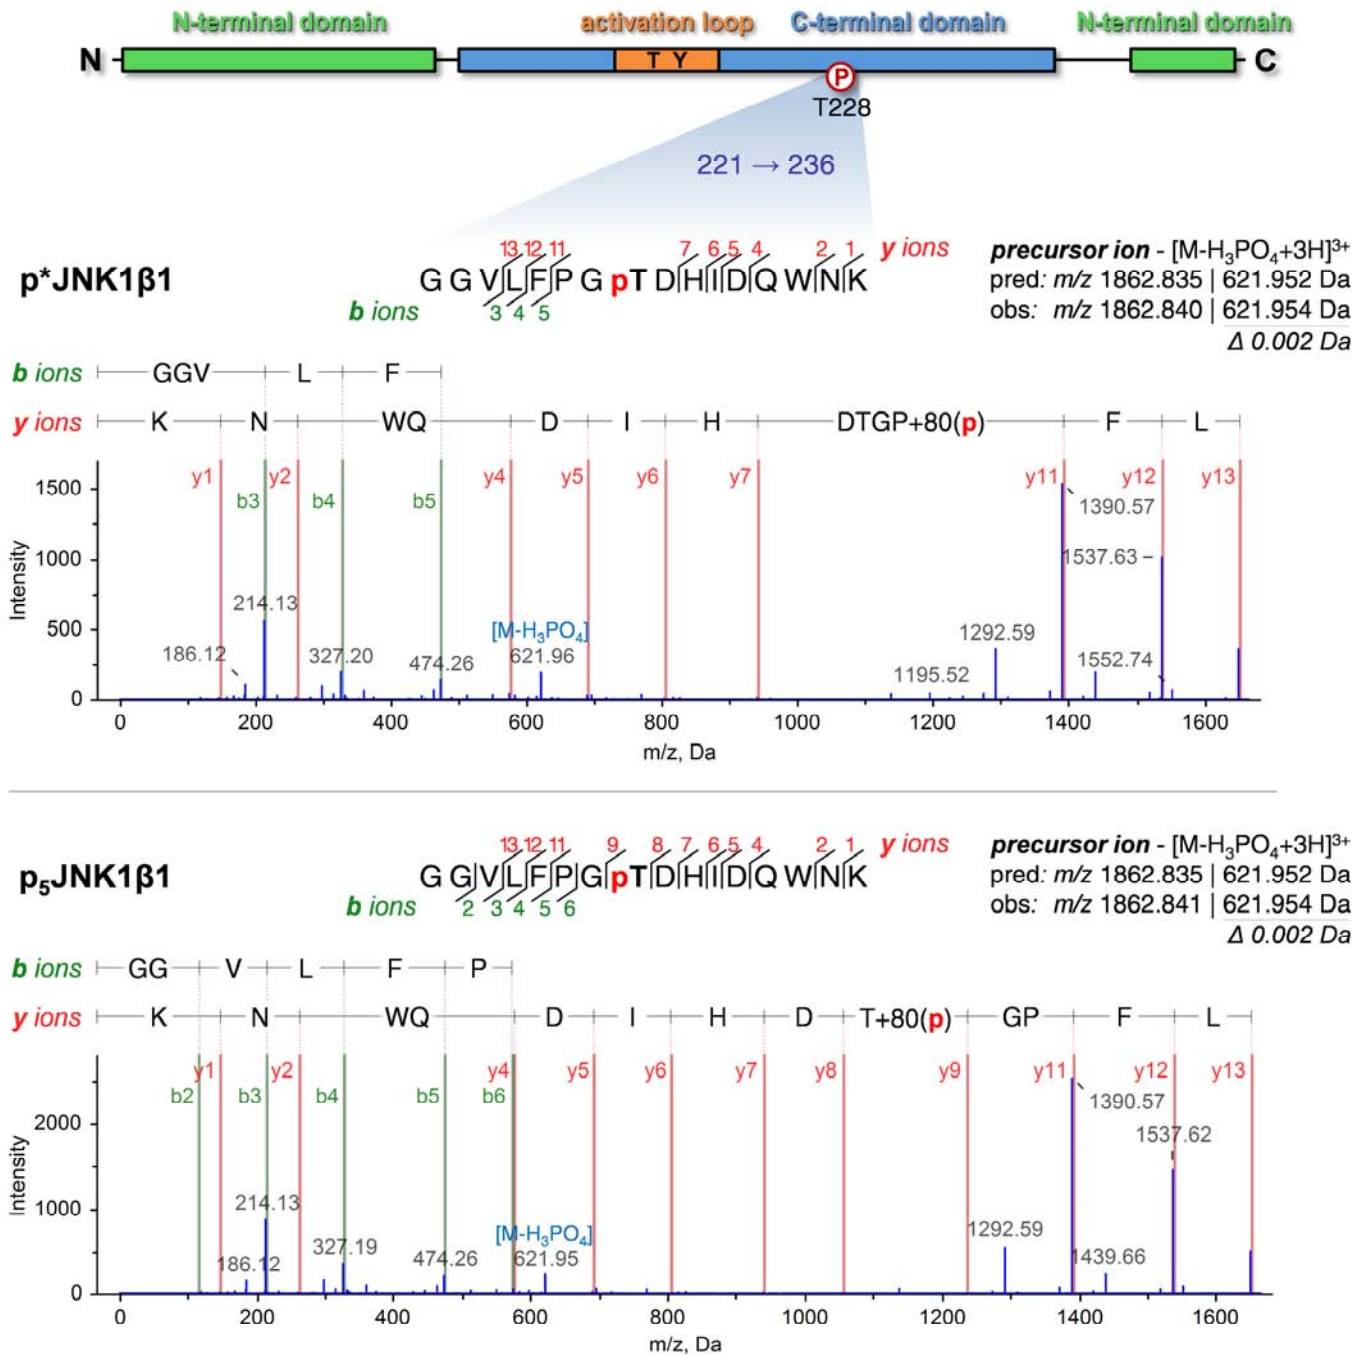 N-terminal domain activation loop C-terminal domain N-terminal domain
N T Y C
P
T228
221 → 236
13 12 11 7 6 5 4 2 1 y ions
p*JNK1β1 G G V L F P G p T D H I D Q W N K
b ions 3 4 5
precursor ion - [M-H₃PO₄+3H]³⁺
pred: m/z 1862.835 | 621.952 Da
obs: m/z 1862.840 | 621.954 Da
Δ 0.002 Da
b ions GGV L F
y ions K N WQ D I H DTGP+80(p) F L
y1 b3 y2 b4 b5 y4 y5 y6 y7 y11 y12 y13
Intensity
1500
1000
500
0
186.12
214.13
327.20
474.26
[M-H₃PO₄]
621.96
1195.52
1292.59
1390.57
1537.63
1552.74
0 200 400 600 800 1000 1200 1400 1600
m/z, Da
13 12 11 9 8 7 6 5 4 2 1 y ions
p₅JNK1β1 G G V L F P G p T D H I D Q W N K
b ions 2 3 4 5 6
precursor ion - [M-H₃PO₄+3H]³⁺
pred: m/z 1862.835 | 621.952 Da
obs: m/z 1862.841 | 621.954 Da
Δ 0.002 Da
b ions GG V L F P
y ions K N WQ D I H D T+80(p) GP F L
b2 y1 b3 y2 b4 b5 b6 y4 y5 y6 y7 y8 y9 y11 y12 y13
Intensity
2000
1000
0
186.12
214.13
327.19
474.26
[M-H₃PO₄]
621.95
1292.59
1390.57
1439.66
1537.62
0 200 400 600 800 1000 1200 1400 1600
m/z, Da